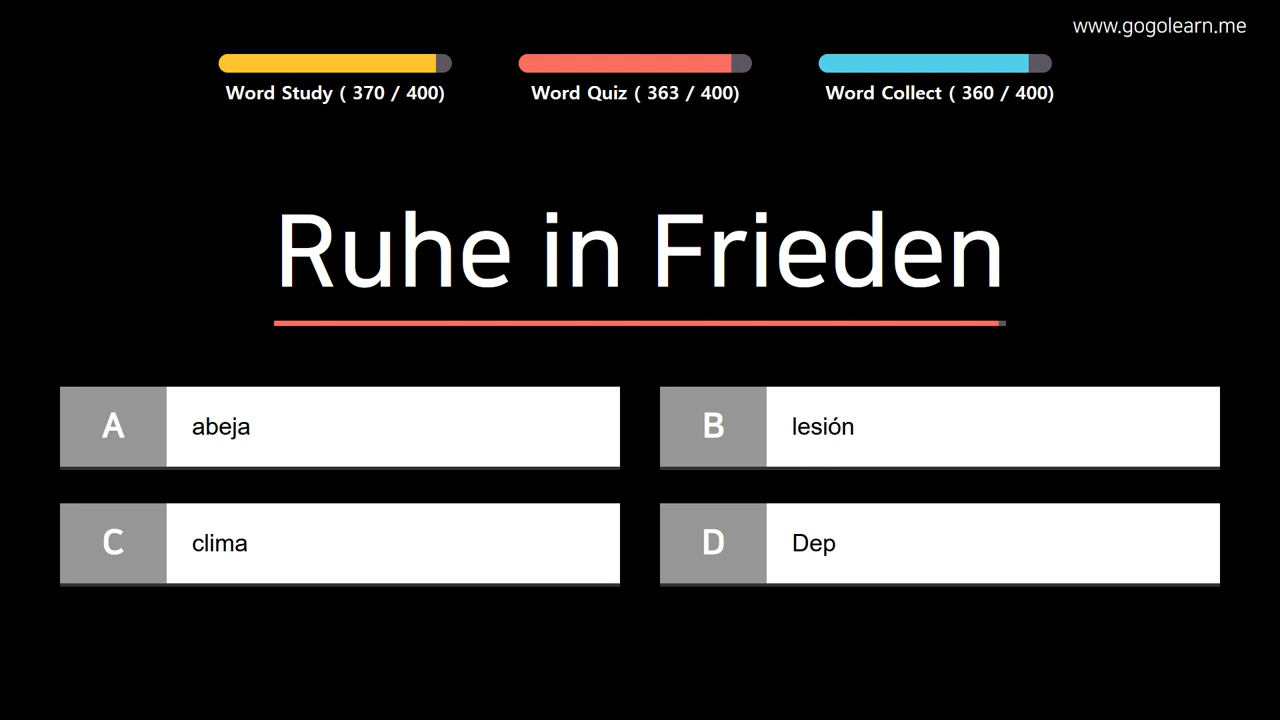 www.gogolearn.me
Word Study ( 370 / 400)
Word Quiz ( 363 / 400)
Word Collect ( 360 / 400)
Ruhe in Frieden
A abeja
B lesión
C clima
D Dep